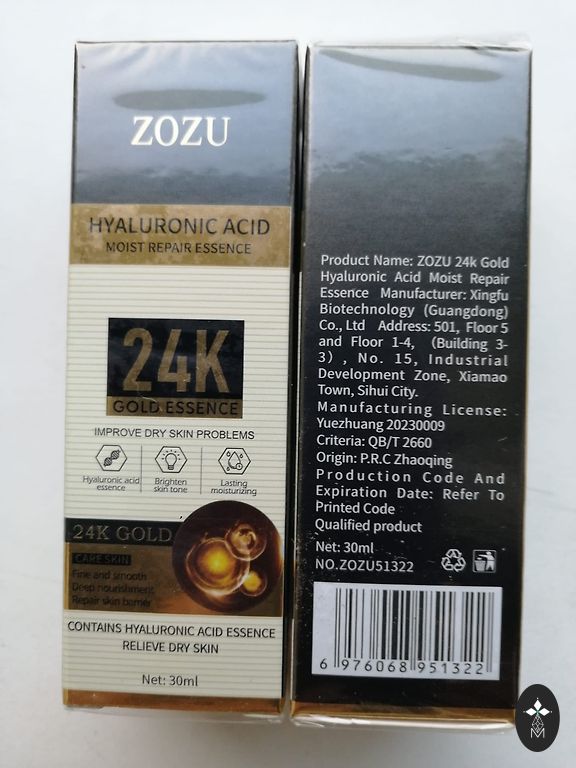 ZOZU
HYALURONIC ACID
MOIST REPAIR ESSENCE
24K
GOLD ESSENCE
IMPROVE DRY SKIN PROBLEMS
Hyaluronic acid
essence
Brighten
skin tone
Lasting
moisturizing
24K GOLD
CARE SKIN
Fine and smooth
Deep nourishment
Repair skin barrier
CONTAINS HYALURONIC ACID ESSENCE
RELIEVE DRY SKIN
Net: 30ml
Product Name: ZOZU 24k Gold
Hyaluronic Acid Moist Repair
Essence Manufacturer: Xingfu
Biotechnology (Guangdong)
Co., Ltd Address: 501, Floor 5
and Floor 1-4, (Building 3-
3), No. 15, Industrial
Development Zone, Xiamao
Town, Sihui City.
Manufacturing License:
Yuezhuang 20230009
Criteria: QB/T 2660
Origin: P.R.C Zhaoqing
Production Code And
Expiration Date: Refer To
Printed Code
Qualified product
Net: 30ml
NO.ZOZU51322
6 976068 951322
M